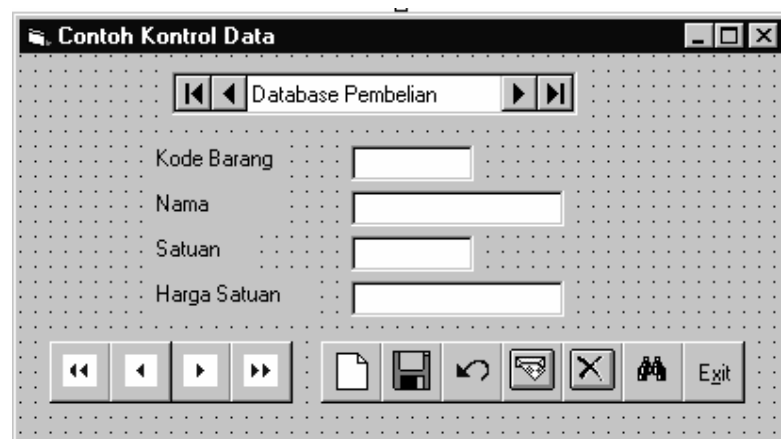 Contoh Kontrol Data
Database Pembelian
Kode Barang
Nama
Satuan
Harga Satuan
Exit